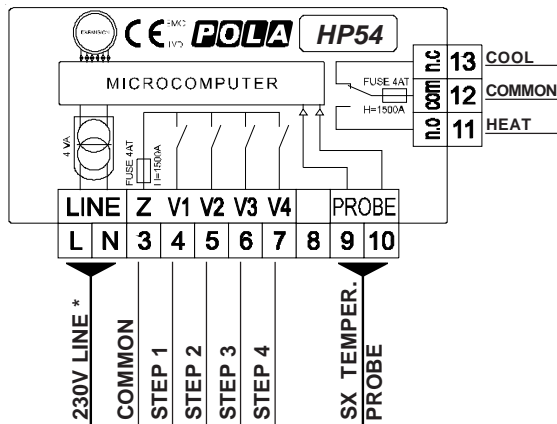 EXPANSION
CE EMC
LVD
POLA
HP54
MICROCOMPUTER
4 VA
FUSE 4AT
H=1500A
FUSE 4AT
H=1500A
n.c 13 COOL
com 12 COMMON
n.o 11 HEAT
LINE Z V1 V2 V3 V4 PROBE
L N 3 4 5 6 7 8 9 10
230V LINE *
COMMON
STEP 1
STEP 2
STEP 3
STEP 4
SX TEMPER.
PROBE